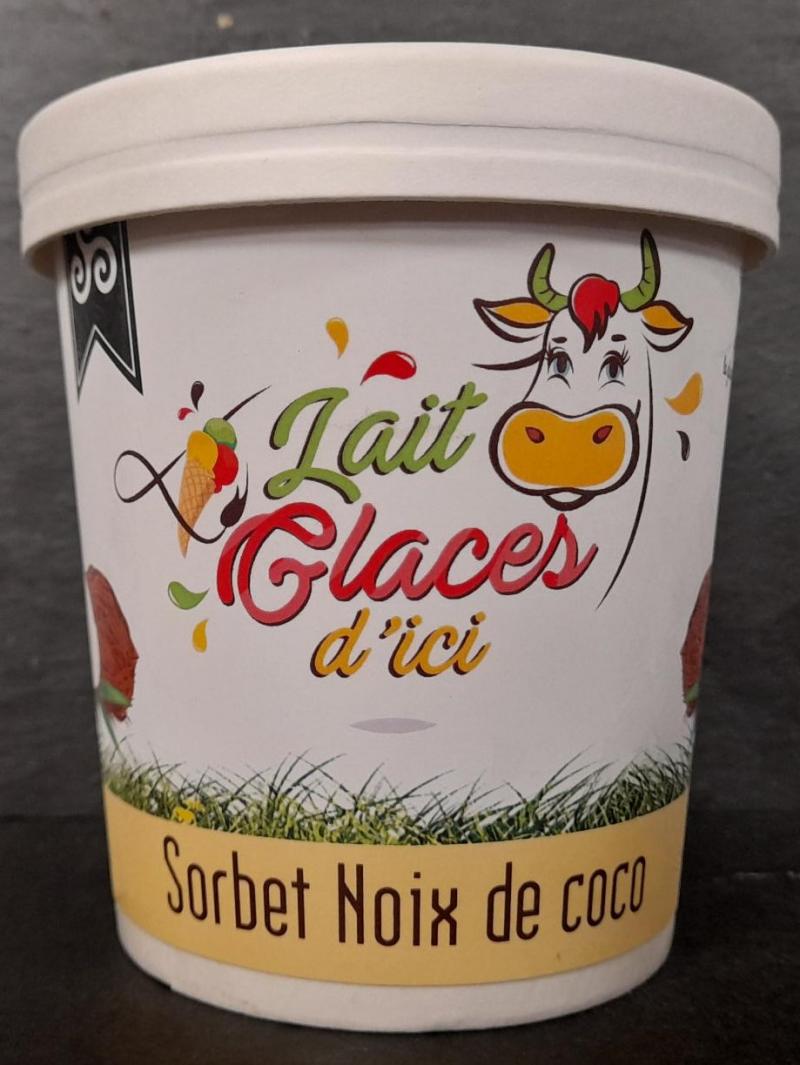 Lait
Glaces
d'ici
Sorbet Noix de coco